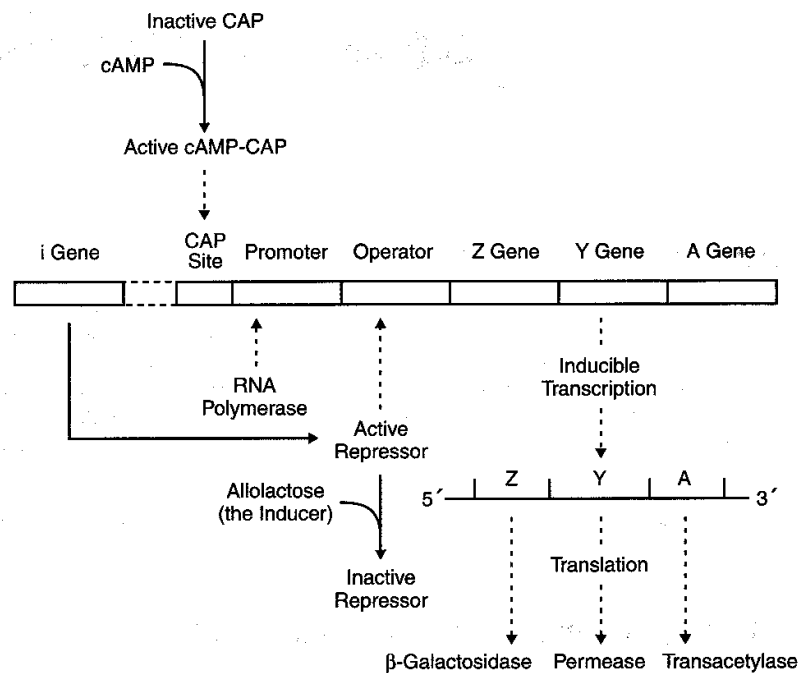 Inactive CAP
cAMP
Active cAMP-CAP
i Gene
CAP
Site
Promoter
Operator
Z Gene
Y Gene
A Gene
RNA
Polymerase
Active
Repressor
Inducible
Transcription
Allolactose
(the Inducer)
Inactive
Repressor
5´
Z
Y
A
3´
Translation
β-Galactosidase
Permease
Transacetylase